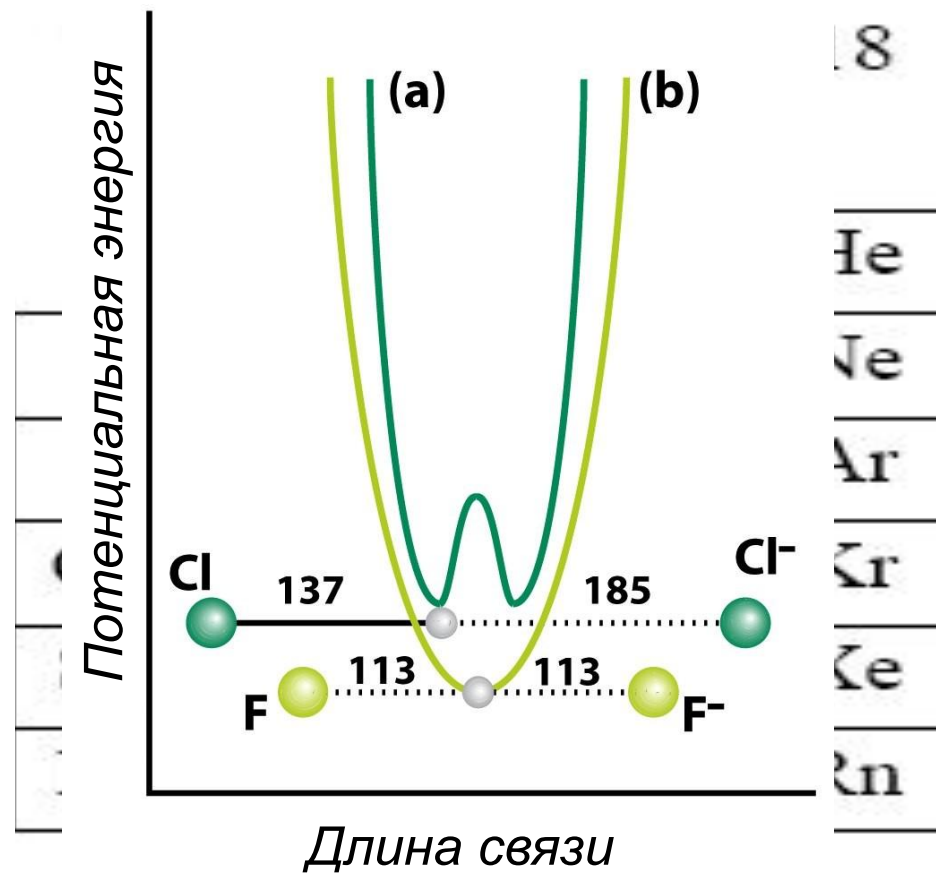 Потенциальная энергия
(a)
(b)
Cl
137
185
Cl–
113
113
F
F–
Длина связи
18
He
Ne
Ar
Kr
Xe
Rn